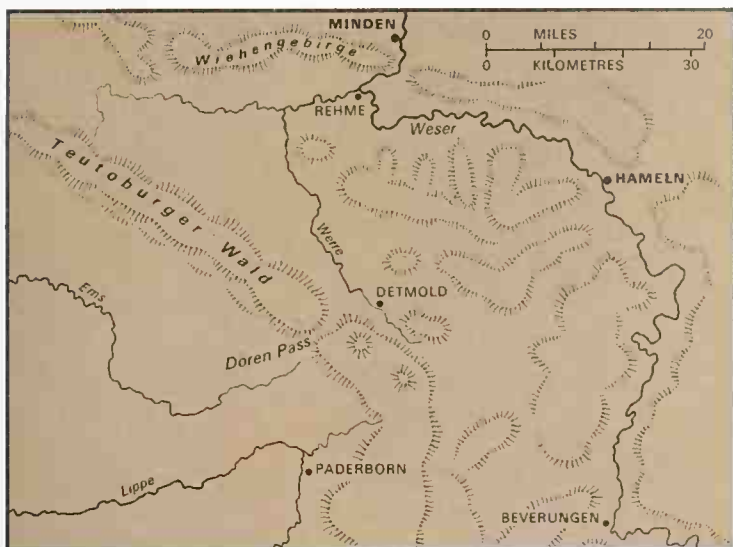 MINDEN
Wiehengebirge
0 MILES 20
KILOMETRES 30
REHME
Weser
HAMELN
Teutoburger Wald
Werre
Ems
DETMOLD
Doren Pass
Lippe
PADERBORN
BEVERUNGEN